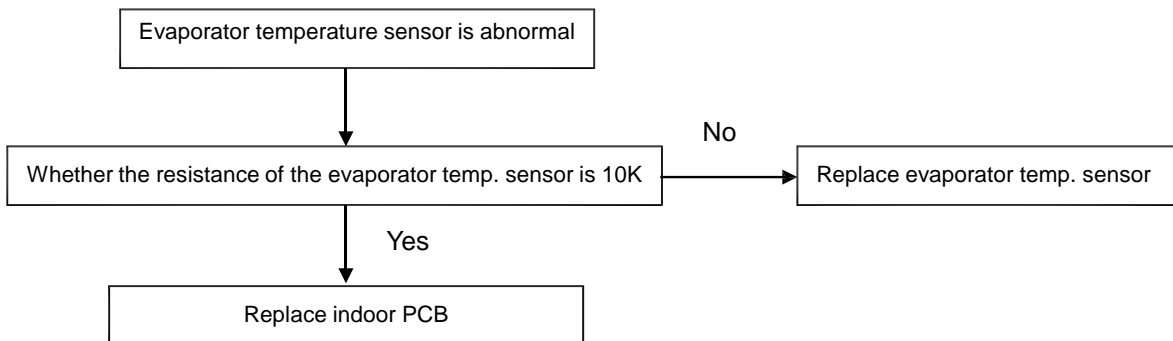 Evaporator temperature sensor is abnormal
No
Whether the resistance of the evaporator temp. sensor is 10K
Replace evaporator temp. sensor
Yes
Replace indoor PCB